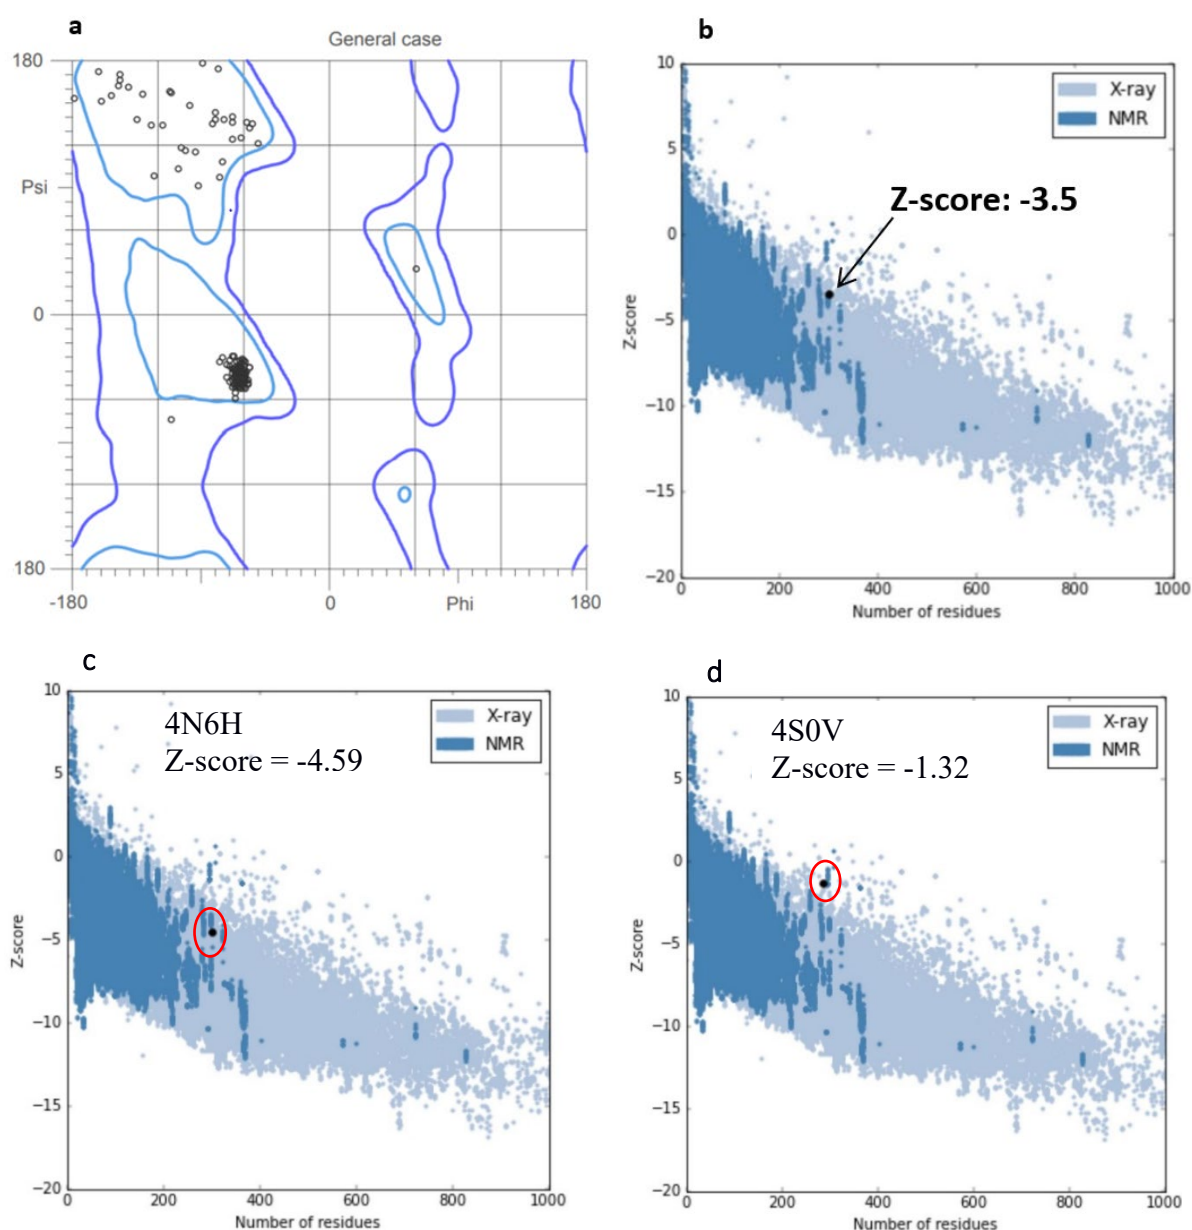 a
General case
180
Psi
0
180
-180
0
Phi
180
b
10
5
0
−5
−10
−15
−20
Z-score
X-ray
NMR
Z-score: -3.5
0
200
400
600
800
1000
Number of residues
c
10
5
0
−5
−10
−15
−20
Z-score
4N6H
Z-score = -4.59
X-ray
NMR
0
200
400
600
800
1000
Number of residues
d
10
5
0
−5
−10
−15
−20
Z-score
4S0V
Z-score = -1.32
X-ray
NMR
0
200
400
600
800
1000
Number of residues